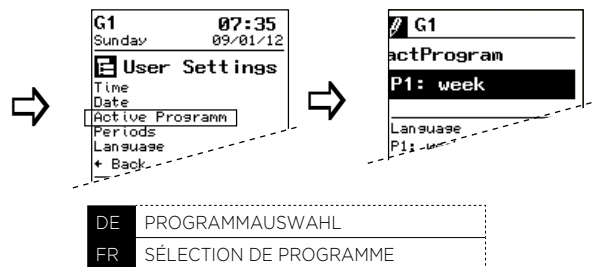 G1 07:35
Sunday 09/01/12
User Settings
Time
Date
Active Programm
Periods
Language
← Back
G1
actProgram
P1: week
Language
P1:
DE PROGRAMMAUSWAHL
FR SÉLECTION DE PROGRAMME